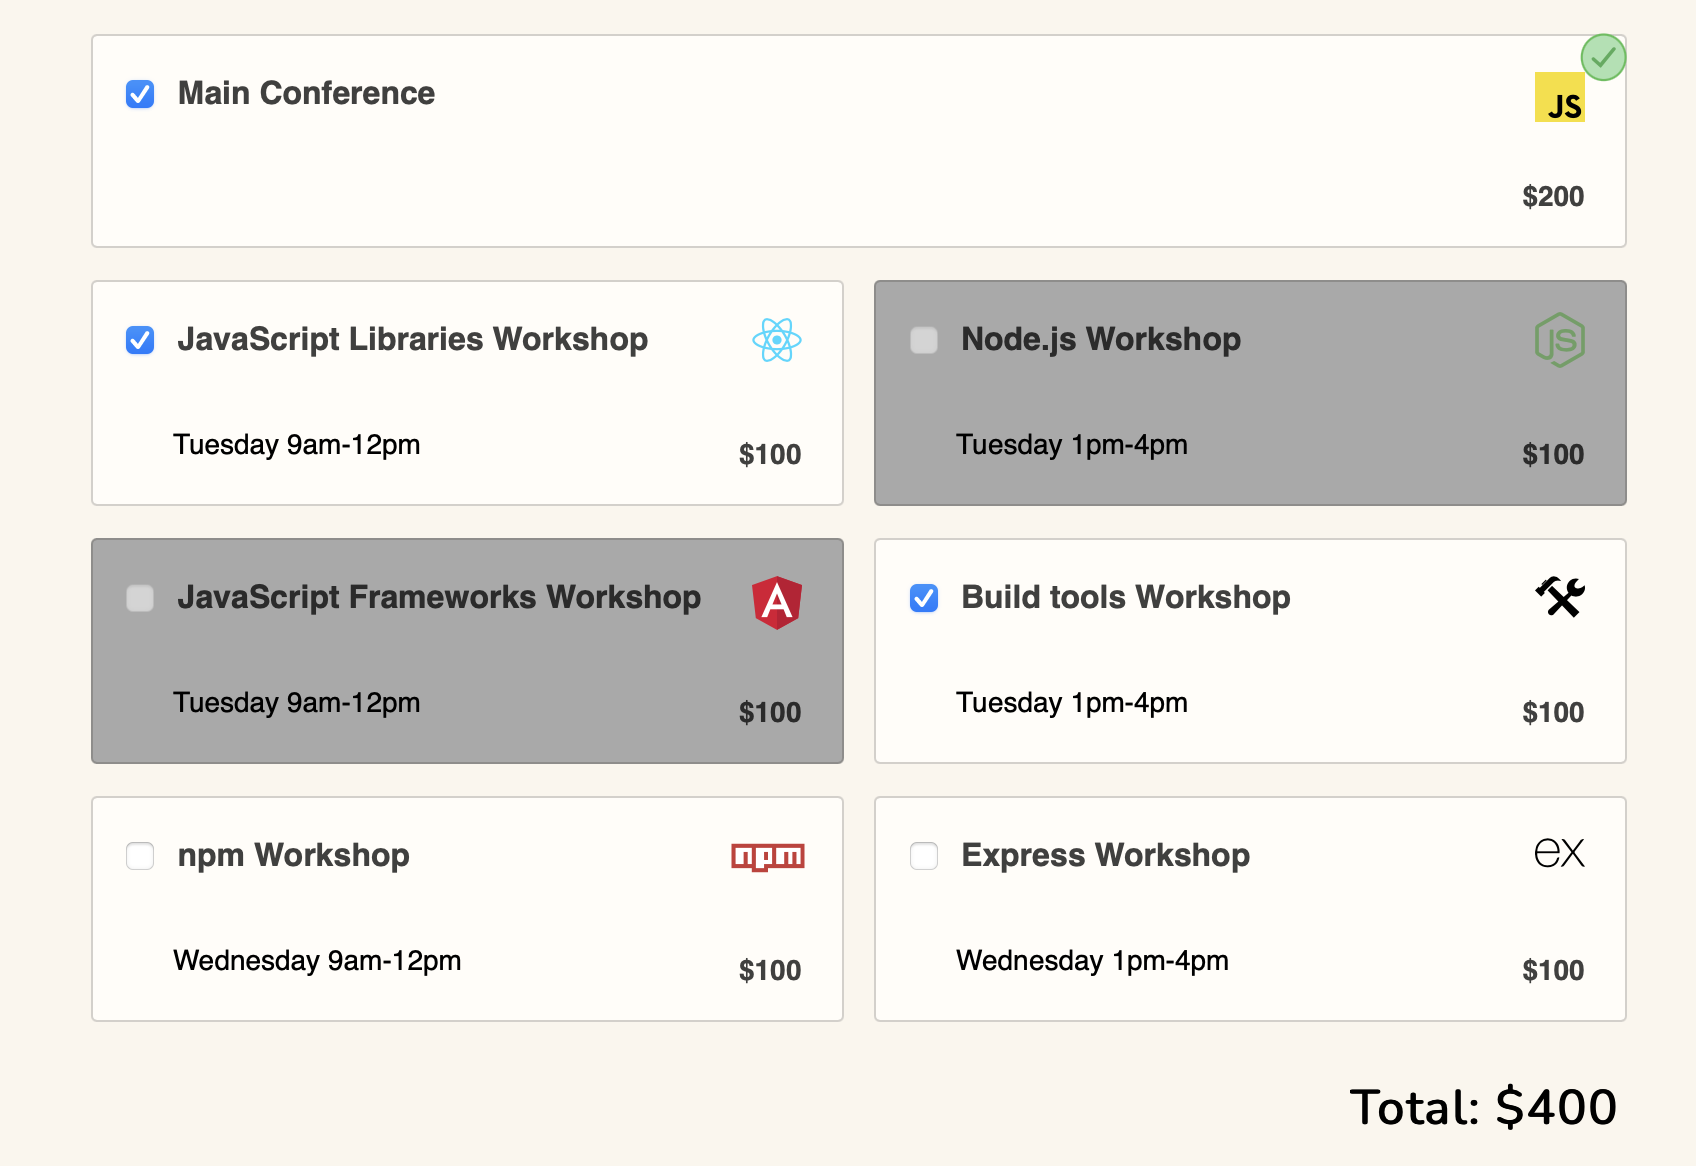 Main Conference
JS
$200
JavaScript Libraries Workshop
Tuesday 9am-12pm
$100
Node.js Workshop
JS
Tuesday 1pm-4pm
$100
JavaScript Frameworks Workshop
A
Tuesday 9am-12pm
$100
Build tools Workshop
Tuesday 1pm-4pm
$100
npm Workshop
npm
Wednesday 9am-12pm
$100
Express Workshop
ex
Wednesday 1pm-4pm
$100
Total: $400